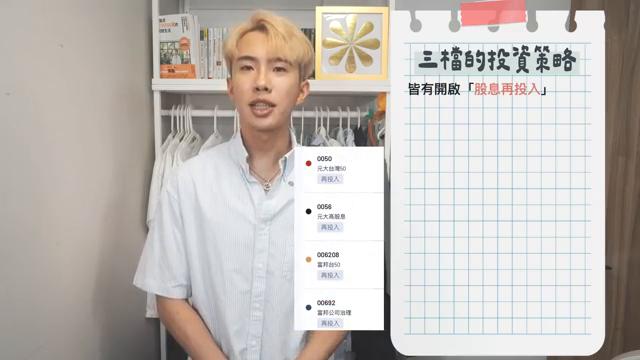 三檔的投資策略
皆有開啟「股息再投入」
0050
元大台灣50
再投入
0056
元大高股息
再投入
006208
富邦台50
再投入
00692
富邦公司治理
再投入